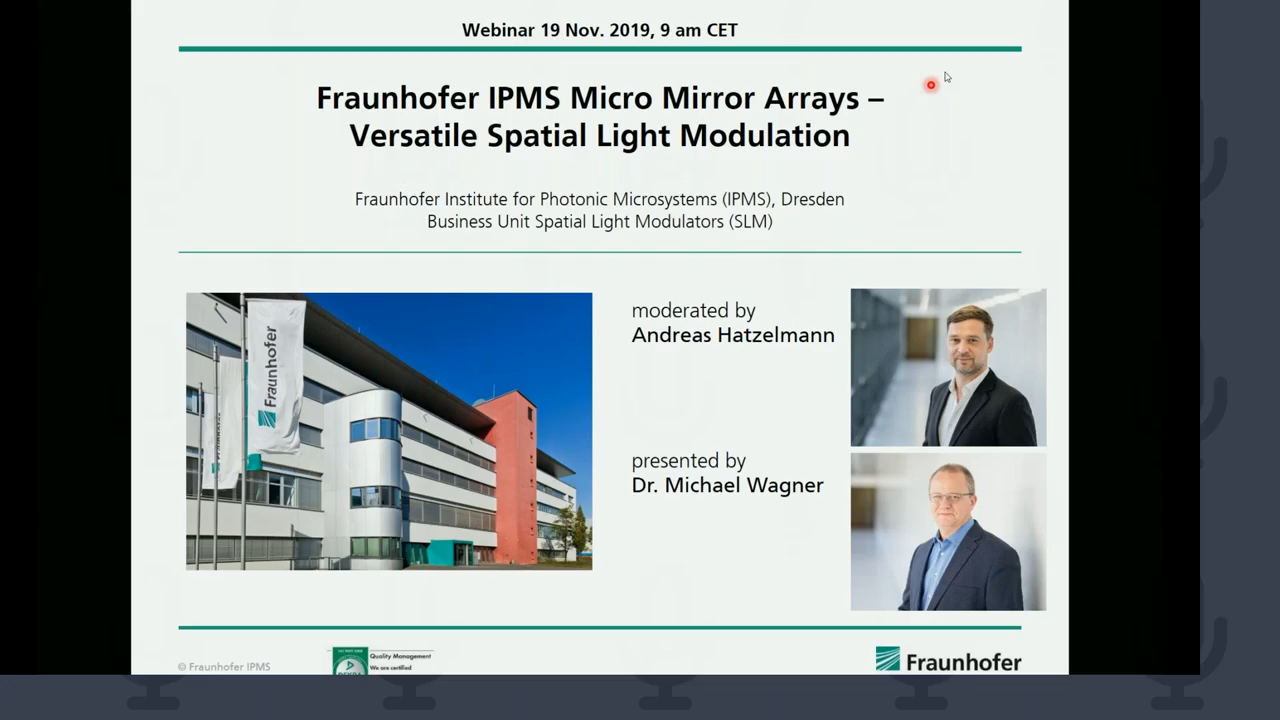 Webinar 19 Nov. 2019, 9 am CET
Fraunhofer IPMS Micro Mirror Arrays –
Versatile Spatial Light Modulation
Fraunhofer Institute for Photonic Microsystems (IPMS), Dresden
Business Unit Spatial Light Modulators (SLM)
Fraunhofer
moderated by
Andreas Hatzelmann
presented by
Dr. Michael Wagner
© Fraunhofer IPMS
Quality Management
We are certified
Fraunhofer